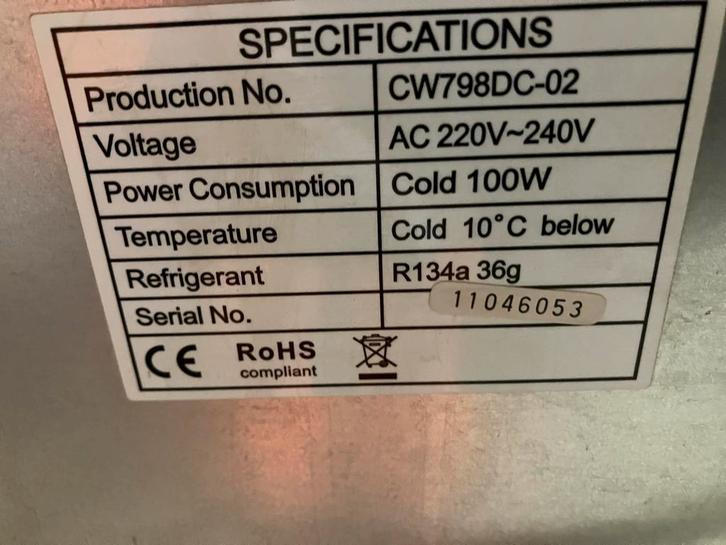 SPECIFICATIONS
Production No. CW798DC-02
Voltage AC 220V~240V
Power Consumption Cold 100W
Temperature Cold 10°C below
Refrigerant R134a 36g
Serial No. 11046053
CE RoHS
compliant